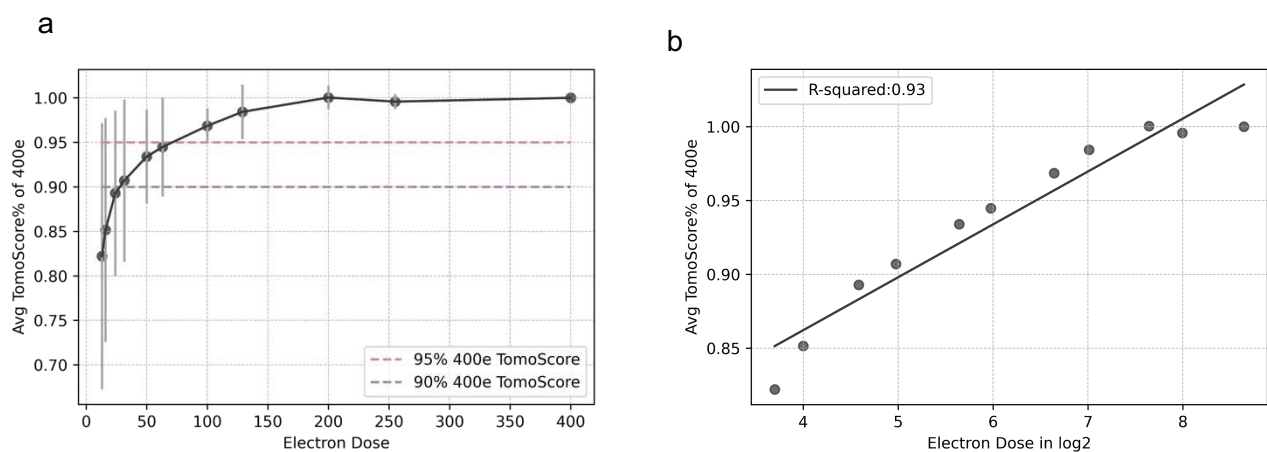 a
1.00
0.95
0.90
0.85
0.80
0.75
0.70
Avg TomoScore% of 400e
95% 400e TomoScore
90% 400e TomoScore
0 50 100 150 200 250 300 350 400
Electron Dose
b
R-squared:0.93
1.00
0.95
0.90
0.85
Avg TomoScore% of 400e
4 5 6 7 8
Electron Dose in log2